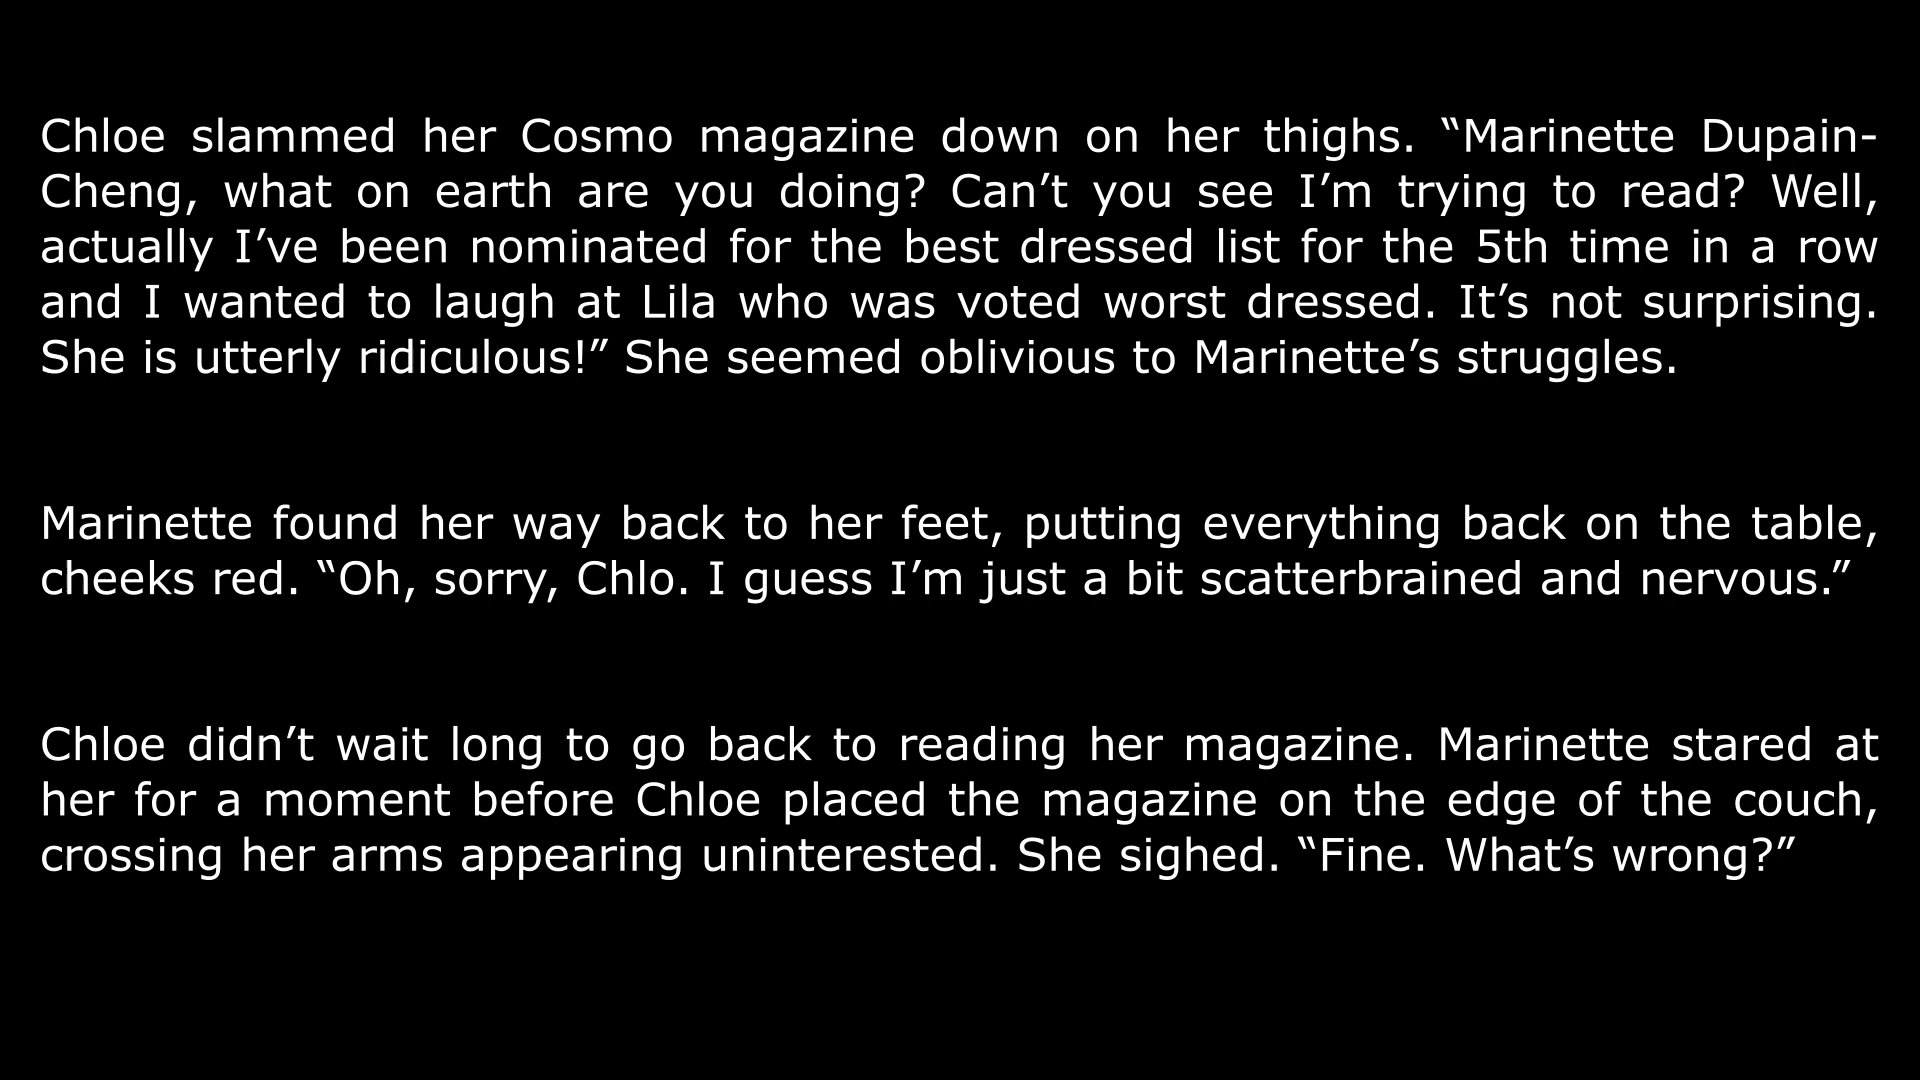 Chloe slammed her Cosmo magazine down on her thighs. “Marinette Dupain-
Cheng, what on earth are you doing? Can’t you see I’m trying to read? Well,
actually I’ve been nominated for the best dressed list for the 5th time in a row
and I wanted to laugh at Lila who was voted worst dressed. It’s not surprising.
She is utterly ridiculous!” She seemed oblivious to Marinette’s struggles.
Marinette found her way back to her feet, putting everything back on the table,
cheeks red. “Oh, sorry, Chlo. I guess I’m just a bit scatterbrained and nervous.”
Chloe didn’t wait long to go back to reading her magazine. Marinette stared at
her for a moment before Chloe placed the magazine on the edge of the couch,
crossing her arms appearing uninterested. She sighed. “Fine. What’s wrong?”